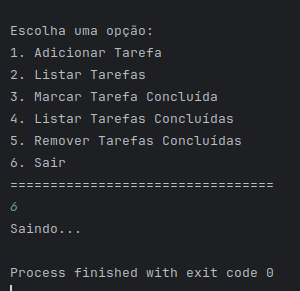 Escolha uma opção:
1. Adicionar Tarefa
2. Listar Tarefas
3. Marcar Tarefa Concluída
4. Listar Tarefas Concluídas
5. Remover Tarefas Concluídas
6. Sair
=================================
6
Saindo...
Process finished with exit code 0